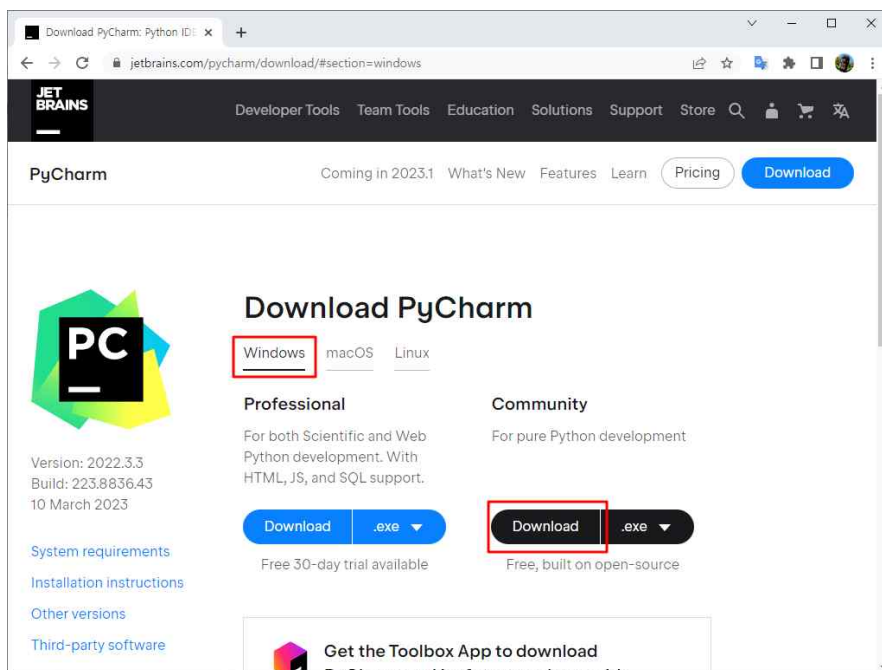 Download PyCharm: Python IDE
jetbrains.com/pycharm/download/#section=windows
JET
BRAINS
Developer Tools Team Tools Education Solutions Support Store
PyCharm
Coming in 2023.1 What's New Features Learn Pricing Download
PC
Download PyCharm
Windows macOS Linux
Professional
For both Scientific and Web
Python development. With
HTML, JS, and SQL support.
Download .exe
Free 30-day trial available
Community
For pure Python development
Download .exe
Free, built on open-source
Version: 2022.3.3
Build: 223.8836.43
10 March 2023
System requirements
Installation instructions
Other versions
Third-party software
Get the Toolbox App to download